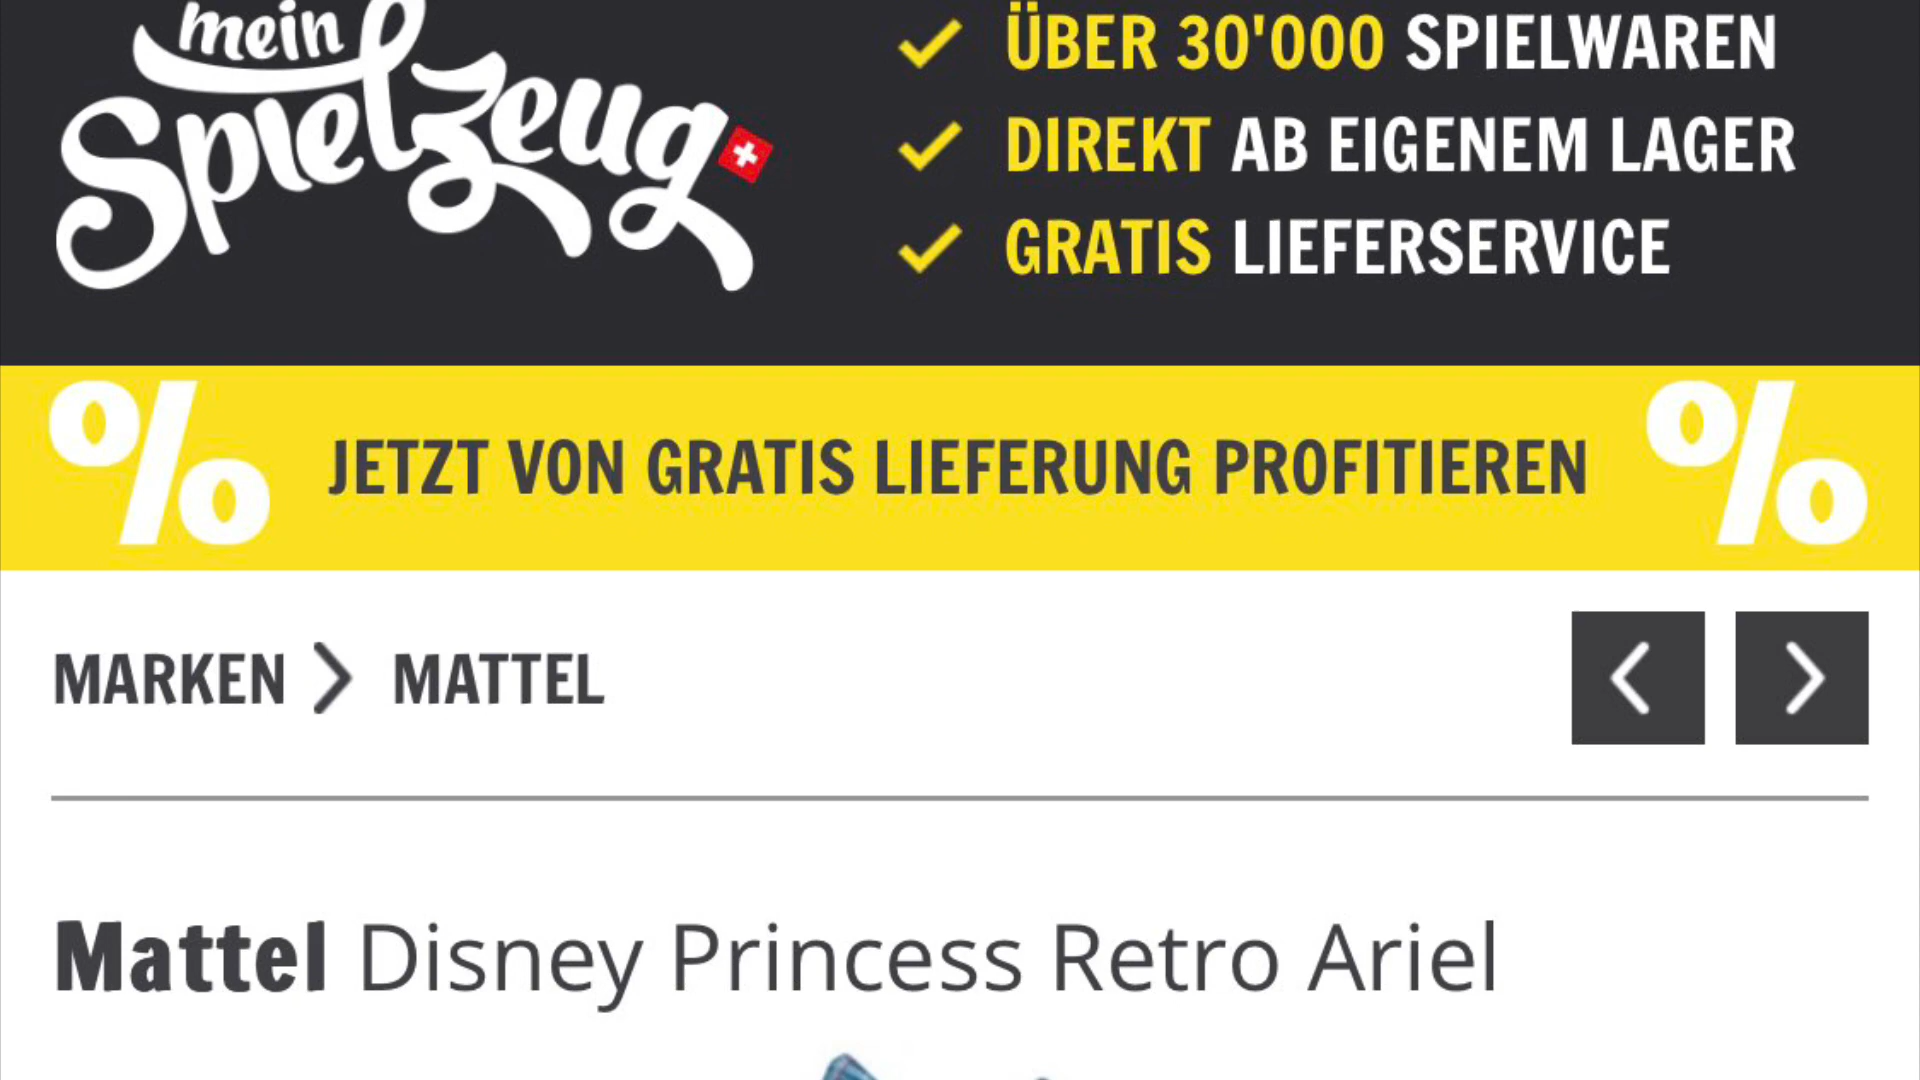 mein
Spielzeug
ÜBER 30'000 SPIELWAREN
DIREKT AB EIGENEM LAGER
GRATIS LIEFERSERVICE
% JETZT VON GRATIS LIEFERUNG PROFITIEREN %
MARKEN > MATTEL
Mattel Disney Princess Retro Ariel